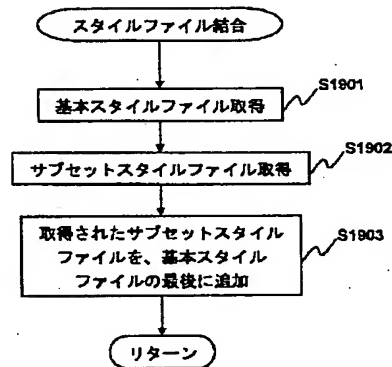 スタイルファイル結合
S1901
基本スタイルファイル取得
S1902
サブセットスタイルファイル取得
S1903
取得されたサブセットスタイル
ファイルを、基本スタイル
ファイルの最後に追加
リターン